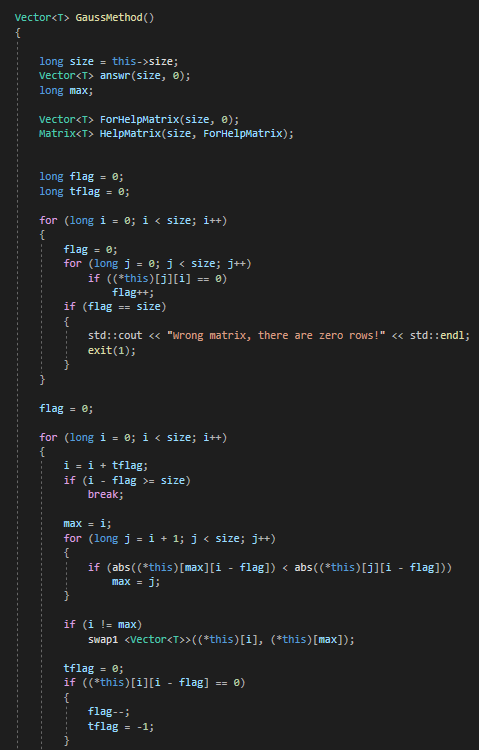 Vector<T> GaussMethod()
{
long size = this->size;
Vector<T> answr(size, 0);
long max;
Vector<T> ForHelpMatrix(size, 0);
Matrix<T> HelpMatrix(size, ForHelpMatrix);
long flag = 0;
long tflag = 0;
for (long i = 0; i < size; i++)
{
flag = 0;
for (long j = 0; j < size; j++)
if ((*this)[j][i] == 0)
flag++;
if (flag == size)
{
std::cout << "Wrong matrix, there are zero rows!" << std::endl;
exit(1);
}
}
flag = 0;
for (long i = 0; i < size; i++)
{
i = i + tflag;
if (i - flag >= size)
break;
max = i;
for (long j = i + 1; j < size; j++)
{
if (abs((*this)[max][i - flag]) < abs((*this)[j][i - flag]))
max = j;
}
if (i != max)
swap1 <Vector<T>>((*this)[i], (*this)[max]);
tflag = 0;
if ((*this)[i][i - flag] == 0)
{
flag--;
tflag = -1;
}